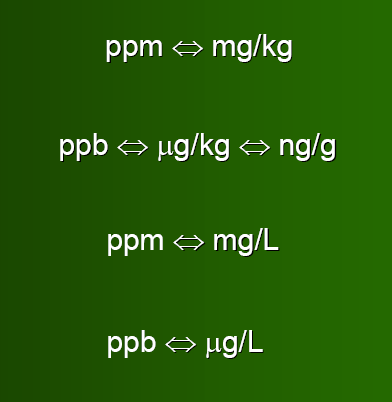 ppm ⇔ mg/kg
ppb ⇔ μg/kg ⇔ ng/g
ppm ⇔ mg/L
ppb ⇔ μg/L